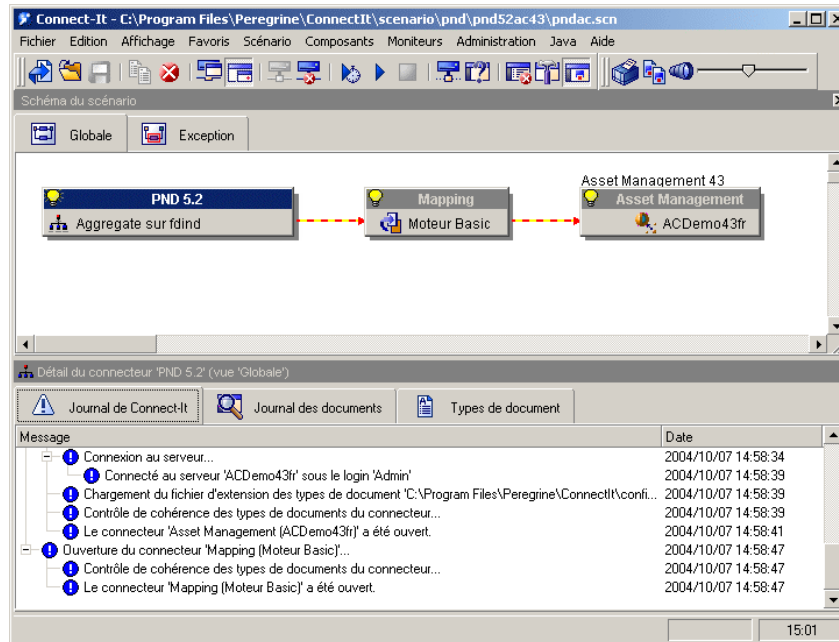 Connect-It - C:\Program Files\Peregrine\ConnectIt\scenario\pnd\pnd52ac43\pndac.scn
Fichier Edition Affichage Favoris Scénario Composants Moniteurs Administration Java Aide
Schéma du scénario
Globale Exception
Asset Management 43
PND 5.2 Mapping Asset Management
Aggregate sur fdind Moteur Basic ACDemo43fr
Détail du connecteur 'PND 5.2' (vue 'Globale')
Journal de Connect-It Journal des documents Types de document
Message Date
Connexion au serveur... 2004/10/07 14:58:34
Connecté au serveur 'ACDemo43fr' sous le login 'Admin' 2004/10/07 14:58:39
Chargement du fichier d'extension des types de document 'C:\Program Files\Peregrine\ConnectIt\confi... 2004/10/07 14:58:39
Contrôle de cohérence des types de documents du connecteur... 2004/10/07 14:58:39
Le connecteur 'Asset Management (ACDemo43fr)' a été ouvert. 2004/10/07 14:58:41
Ouverture du connecteur 'Mapping (Moteur Basic)'... 2004/10/07 14:58:47
Contrôle de cohérence des types de documents du connecteur... 2004/10/07 14:58:47
Le connecteur 'Mapping (Moteur Basic)' a été ouvert. 2004/10/07 14:58:47
15:01